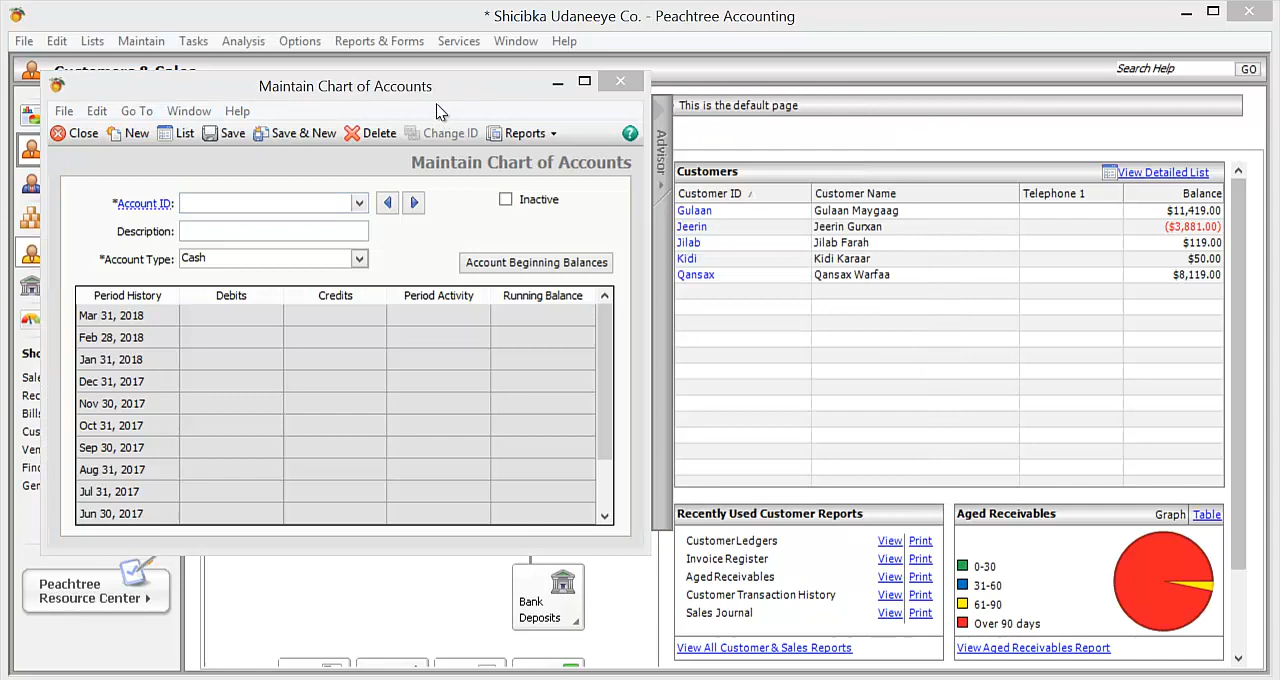 * Shicibka Udaneeye Co. - Peachtree Accounting
File Edit Lists Maintain Tasks Analysis Options Reports & Forms Services Window Help
Search Help GO
Maintain Chart of Accounts
File Edit Go To Window Help
Close New List Save Save & New Delete Change ID Reports
Maintain Chart of Accounts
*Account ID:
Inactive
Description:
*Account Type: Cash
Account Beginning Balances
Period History Debits Credits Period Activity Running Balance
Mar 31, 2018
Feb 28, 2018
Jan 31, 2018
Dec 31, 2017
Nov 30, 2017
Oct 31, 2017
Sep 30, 2017
Aug 31, 2017
Jul 31, 2017
Jun 30, 2017
Advisor
This is the default page
Customers View Detailed List
Customer ID / Customer Name Telephone 1 Balance
Gulaan Gulaan Maygaag $11,419.00
Jeerin Jeerin Gurxan ($3,881.00)
Jilab Jilab Farah $119.00
Kidi Kidi Karaar $50.00
Qansax Qansax Warfaa $8,119.00
Peachtree
Resource Center
Bank
Deposits
Recently Used Customer Reports
Customer Ledgers View Print
Invoice Register View Print
Aged Receivables View Print
Customer Transaction History View Print
Sales Journal View Print
View All Customer & Sales Reports
Aged Receivables Graph Table
0-30
31-60
61-90
Over 90 days
View Aged Receivables Report